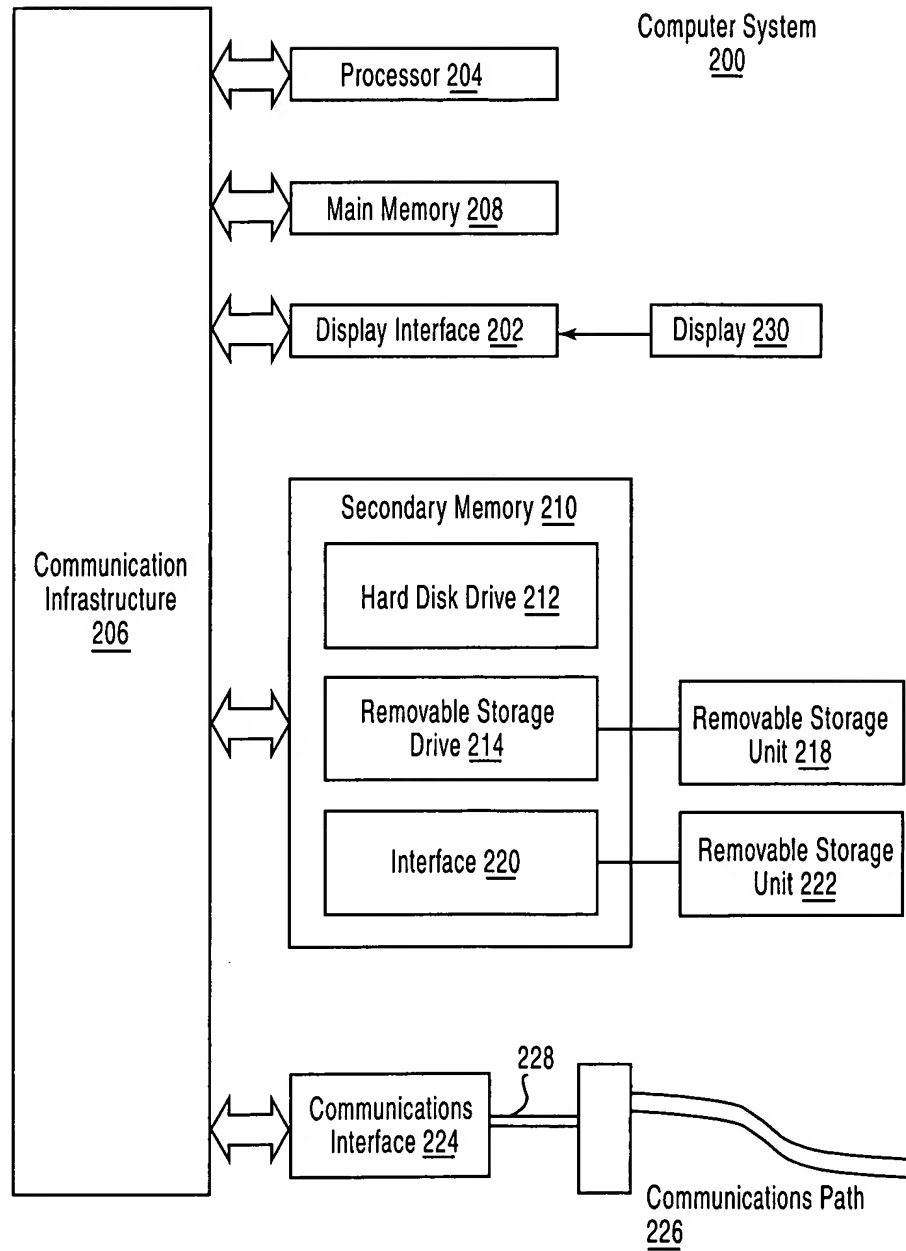 Computer System
200
Processor 204
Main Memory 208
Display Interface 202
Display 230
Secondary Memory 210
Hard Disk Drive 212
Communication
Infrastructure
206
Removable Storage
Drive 214
Removable Storage
Unit 218
Interface 220
Removable Storage
Unit 222
228
Communications
Interface 224
Communications Path
226